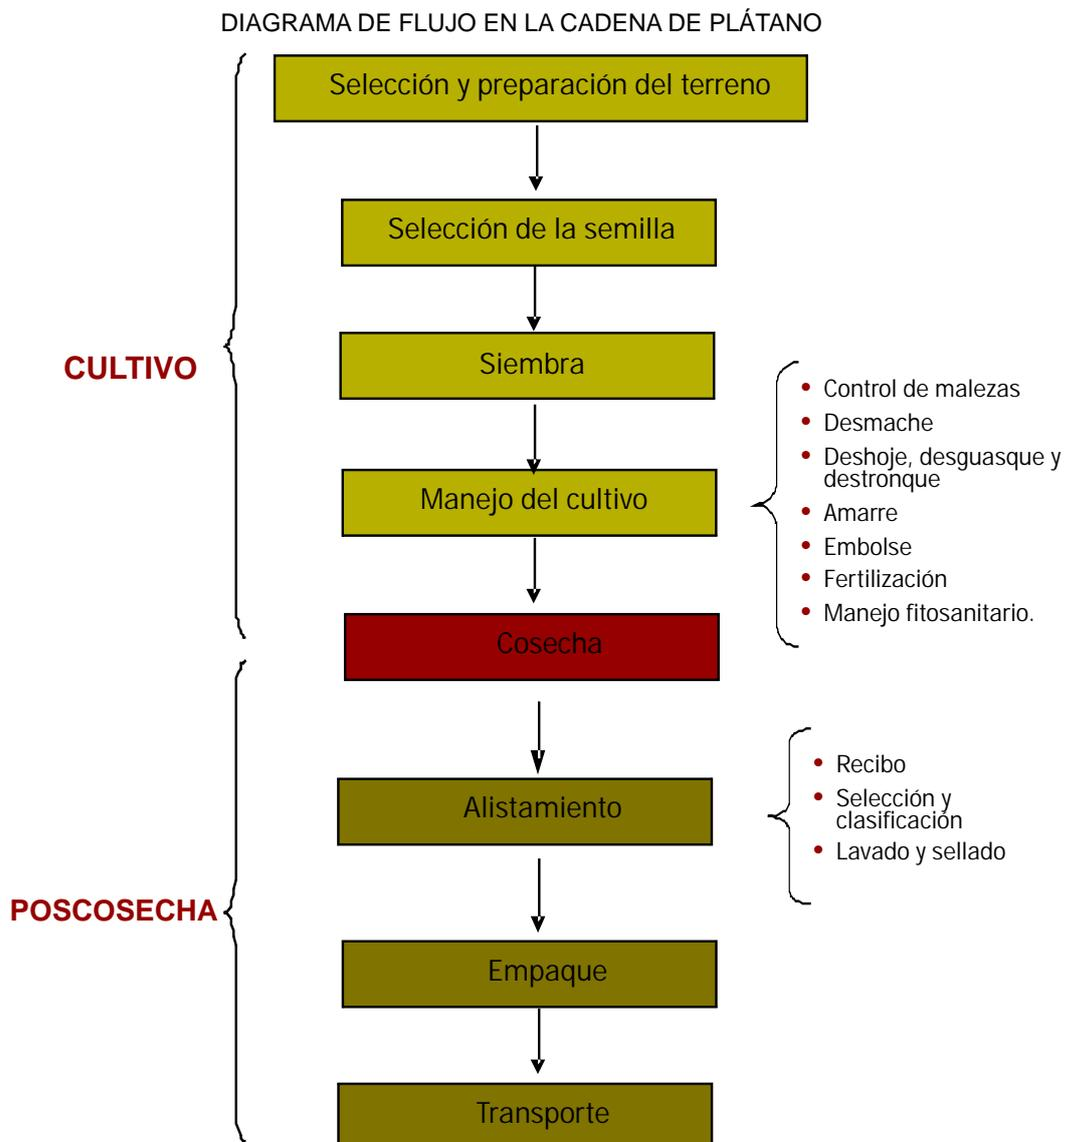 DIAGRAMA DE FLUJO EN LA CADENA DE PLÁTANO
Selección y preparación del terreno
Selección de la semilla
CULTIVO
Siembra
Manejo del cultivo
• Control de malezas
• Desmache
• Deshoje, desguasque y
destronque
• Amarre
• Embolse
• Fertilización
• Manejo fitosanitario.
Cosecha
POSCOSECHA
Alistamiento
• Recibo
• Selección y
clasificación
• Lavado y sellado
Empaque
Transporte